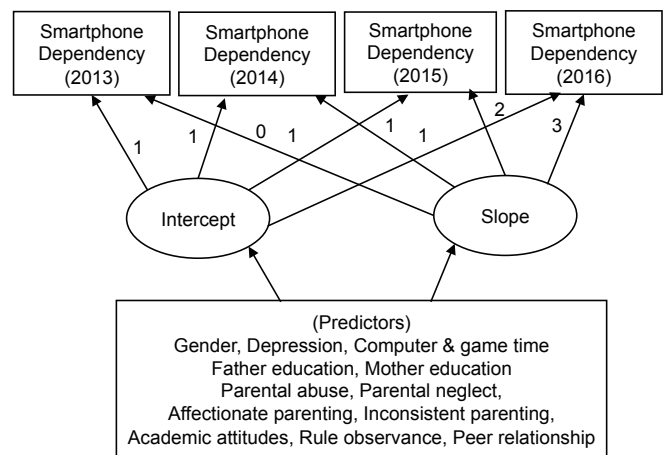 Smartphone
Dependency
(2013)
Smartphone
Dependency
(2014)
Smartphone
Dependency
(2015)
Smartphone
Dependency
(2016)
1
1
0
1
1
1
2
3
Intercept
Slope
(Predictors)
Gender, Depression, Computer & game time
Father education, Mother education
Parental abuse, Parental neglect,
Affectionate parenting, Inconsistent parenting,
Academic attitudes, Rule observance, Peer relationship